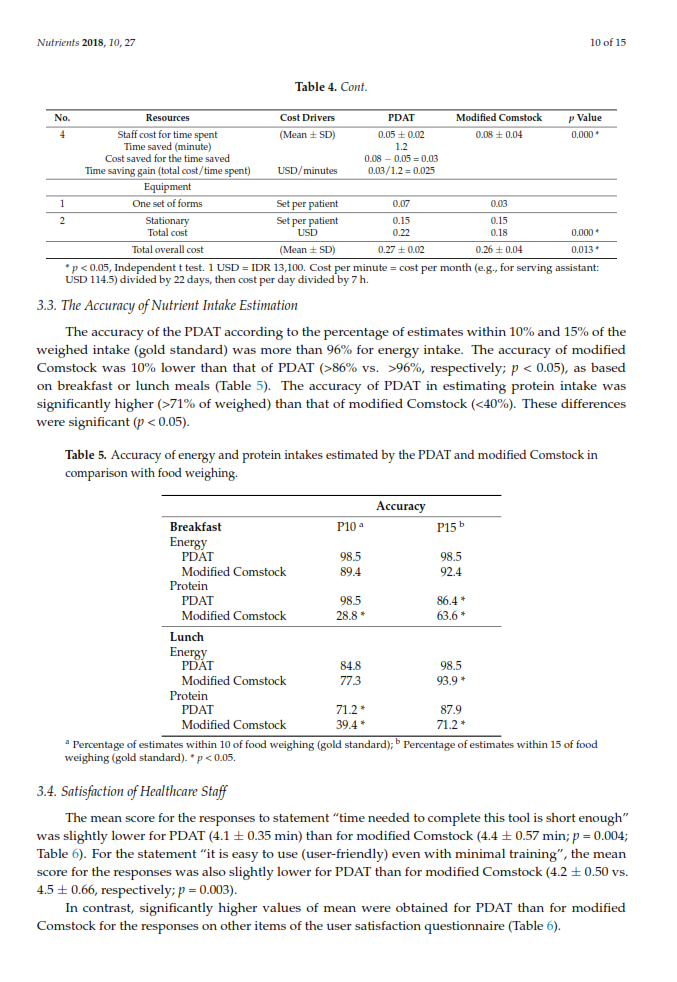 Nutrients 2018, 10, 27 10 of 15
Table 4. Cont.
No. Resources Cost Drivers PDAT Modified Comstock p Value
4 Staff cost for time spent (Mean ± SD) 0.05 ± 0.02 0.08 ± 0.04 0.000 *
Time saved (minute) 1.2
Cost saved for the time saved 0.08 − 0.05 = 0.03
Time saving gain (total cost/time spent) USD/minutes 0.03/1.2 = 0.025
Equipment
1 One set of forms Set per patient 0.07 0.03
2 Stationary Set per patient 0.15 0.15
Total cost USD 0.22 0.18 0.000 *
Total overall cost (Mean ± SD) 0.27 ± 0.02 0.26 ± 0.04 0.013 *
* p < 0.05, Independent t test. 1 USD = IDR 13,100. Cost per minute = cost per month (e.g., for serving assistant:
USD 114.5) divided by 22 days, then cost per day divided by 7 h.
3.3. The Accuracy of Nutrient Intake Estimation
The accuracy of the PDAT according to the percentage of estimates within 10% and 15% of the
weighed intake (gold standard) was more than 96% for energy intake. The accuracy of modified
Comstock was 10% lower than that of PDAT (>86% vs. >96%, respectively; p < 0.05), as based
on breakfast or lunch meals (Table 5). The accuracy of PDAT in estimating protein intake was
significantly higher (>71% of weighed) than that of modified Comstock (<40%). These differences
were significant (p < 0.05).
Table 5. Accuracy of energy and protein intakes estimated by the PDAT and modified Comstock in
comparison with food weighing.
Accuracy
Breakfast P10 a P15 b
Energy
PDAT 98.5 98.5
Modified Comstock 89.4 92.4
Protein
PDAT 98.5 86.4 *
Modified Comstock 28.8 * 63.6 *
Lunch
Energy
PDAT 84.8 98.5
Modified Comstock 77.3 93.9 *
Protein
PDAT 71.2 * 87.9
Modified Comstock 39.4 * 71.2 *
a Percentage of estimates within 10 of food weighing (gold standard); b Percentage of estimates within 15 of food
weighing (gold standard). * p < 0.05.
3.4. Satisfaction of Healthcare Staff
The mean score for the responses to statement “time needed to complete this tool is short enough”
was slightly lower for PDAT (4.1 ± 0.35 min) than for modified Comstock (4.4 ± 0.57 min; p = 0.004;
Table 6). For the statement “it is easy to use (user-friendly) even with minimal training”, the mean
score for the responses was also slightly lower for PDAT than for modified Comstock (4.2 ± 0.50 vs.
4.5 ± 0.66, respectively; p = 0.003).
In contrast, significantly higher values of mean were obtained for PDAT than for modified
Comstock for the responses on other items of the user satisfaction questionnaire (Table 6).